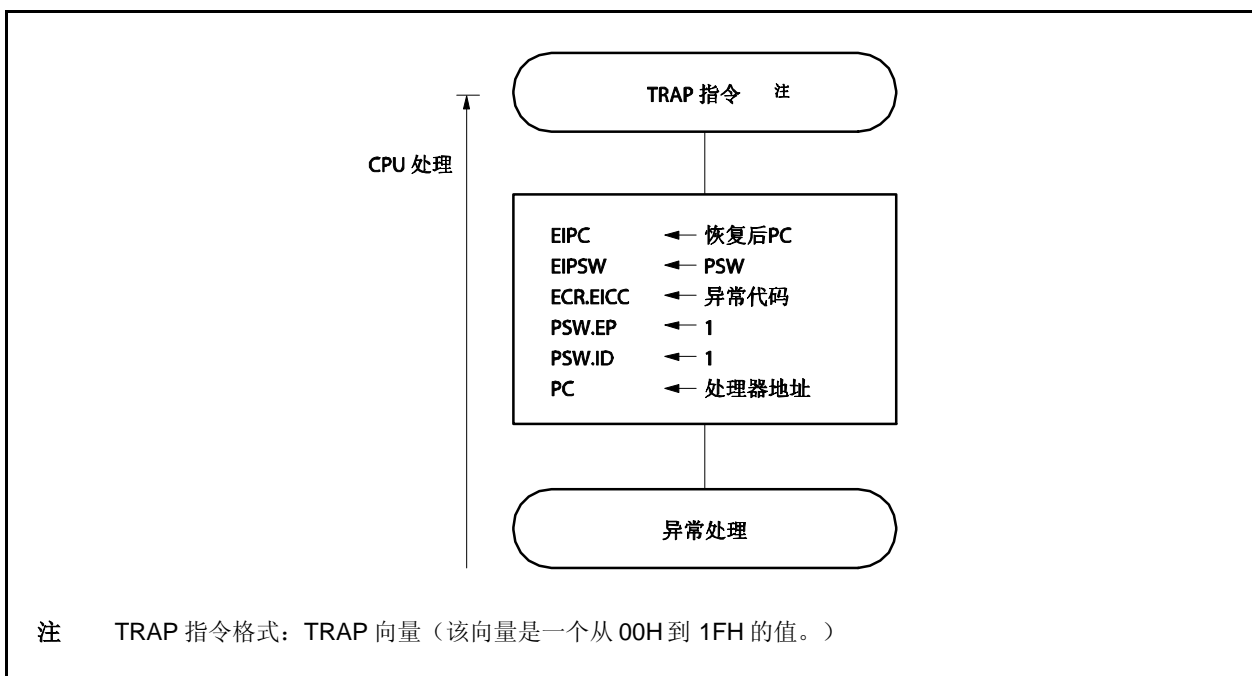 TRAP 指令 注
CPU 处理
EIPC ← 恢复后PC
EIPSW ← PSW
ECR.EICC ← 异常代码
PSW.EP ← 1
PSW.ID ← 1
PC ← 处理器地址
异常处理
注 TRAP 指令格式：TRAP 向量（该向量是一个从 00H 到 1FH 的值。）